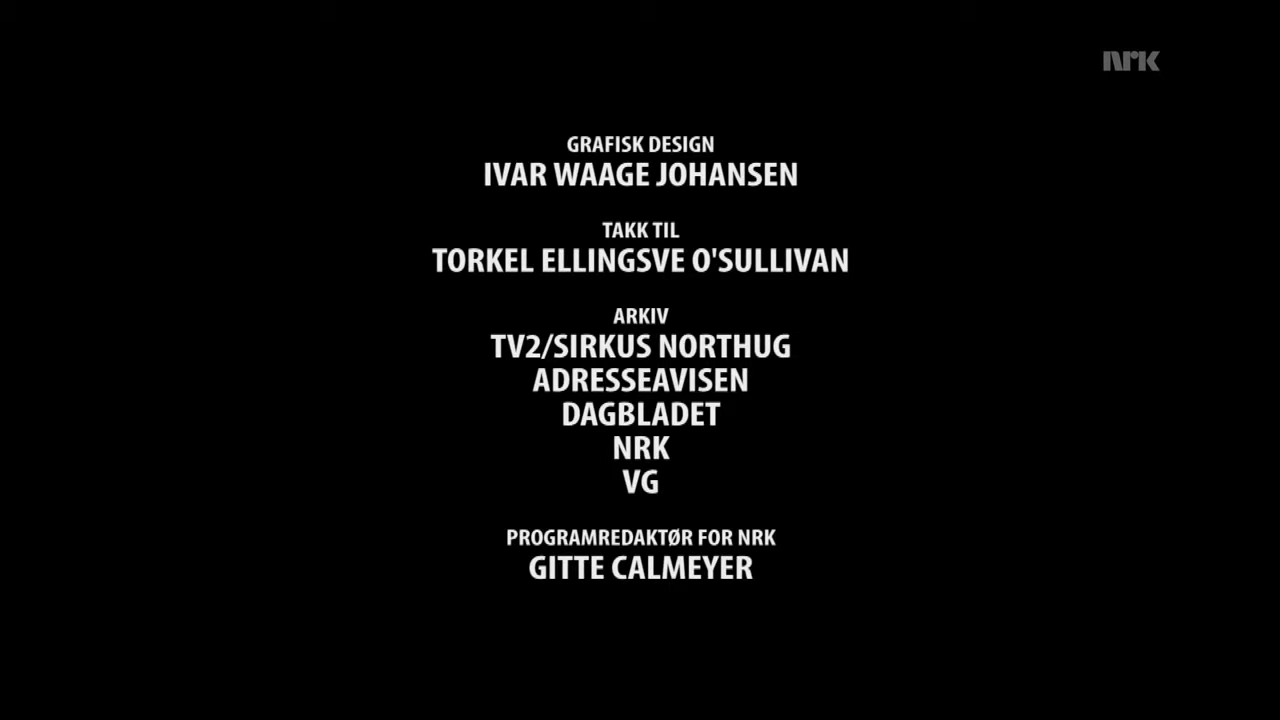 NRK
GRAFISK DESIGN
IVAR WAAGE JOHANSEN
TAKK TIL
TORKEL ELLINGSVE O'SULLIVAN
ARKIV
TV2/SIRKUS NORTHUG
ADRESSEAVISEN
DAGBLADET
NRK
VG
PROGRAMREDAKTØR FOR NRK
GITTE CALMEYER